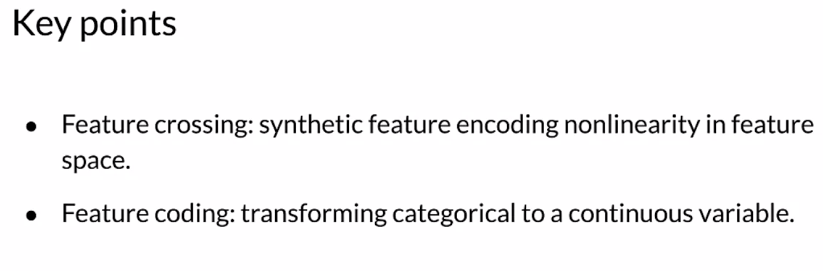 Key points
● Feature crossing: synthetic feature encoding nonlinearity in feature
space.
● Feature coding: transforming categorical to a continuous variable.